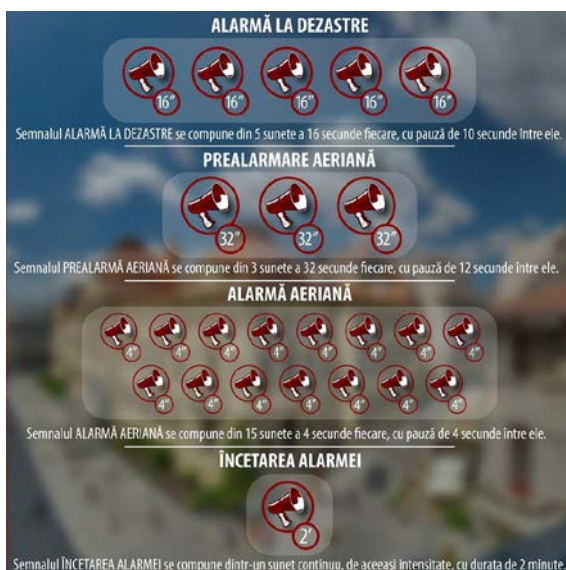 ALARMĂ LA DEZASTRE
16” 16” 16” 16” 16”
Semnalul ALARMĂ LA DEZASTRE se compune din 5 sunete a 16 secunde fiecare, cu pauză de 10 secunde între ele.
PREALARMARE AERIANĂ
32” 32” 32”
Semnalul PREALARMĂ AERIANĂ se compune din 3 sunete a 32 secunde fiecare, cu pauză de 12 secunde între ele.
ALARMĂ AERIANĂ
4” 4” 4” 4” 4” 4” 4” 4”
4” 4” 4” 4” 4” 4” 4”
Semnalul ALARMĂ AERIANĂ se compune din 15 sunete a 4 secunde fiecare, cu pauză de 4 secunde între ele.
ÎNCETAREA ALARMEI
2’
Semnalul ÎNCETAREA ALARMEI se compune dintr-un sunet continuu, de aceeași intensitate, cu durata de 2 minute.